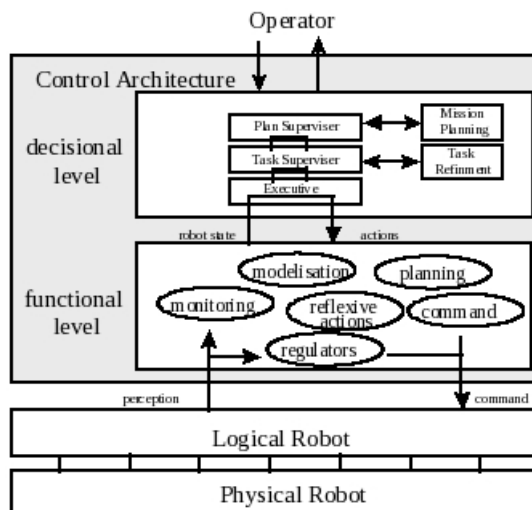 Operator
Control Architecture
decisional
level
Plan Superviser
Mission
Planning
Task Superviser
Task
Refinment
Executive
robot state
actions
functional
level
modelisation
planning
monitoring
reflexive
actions
command
regulators
perception
command
Logical Robot
Physical Robot